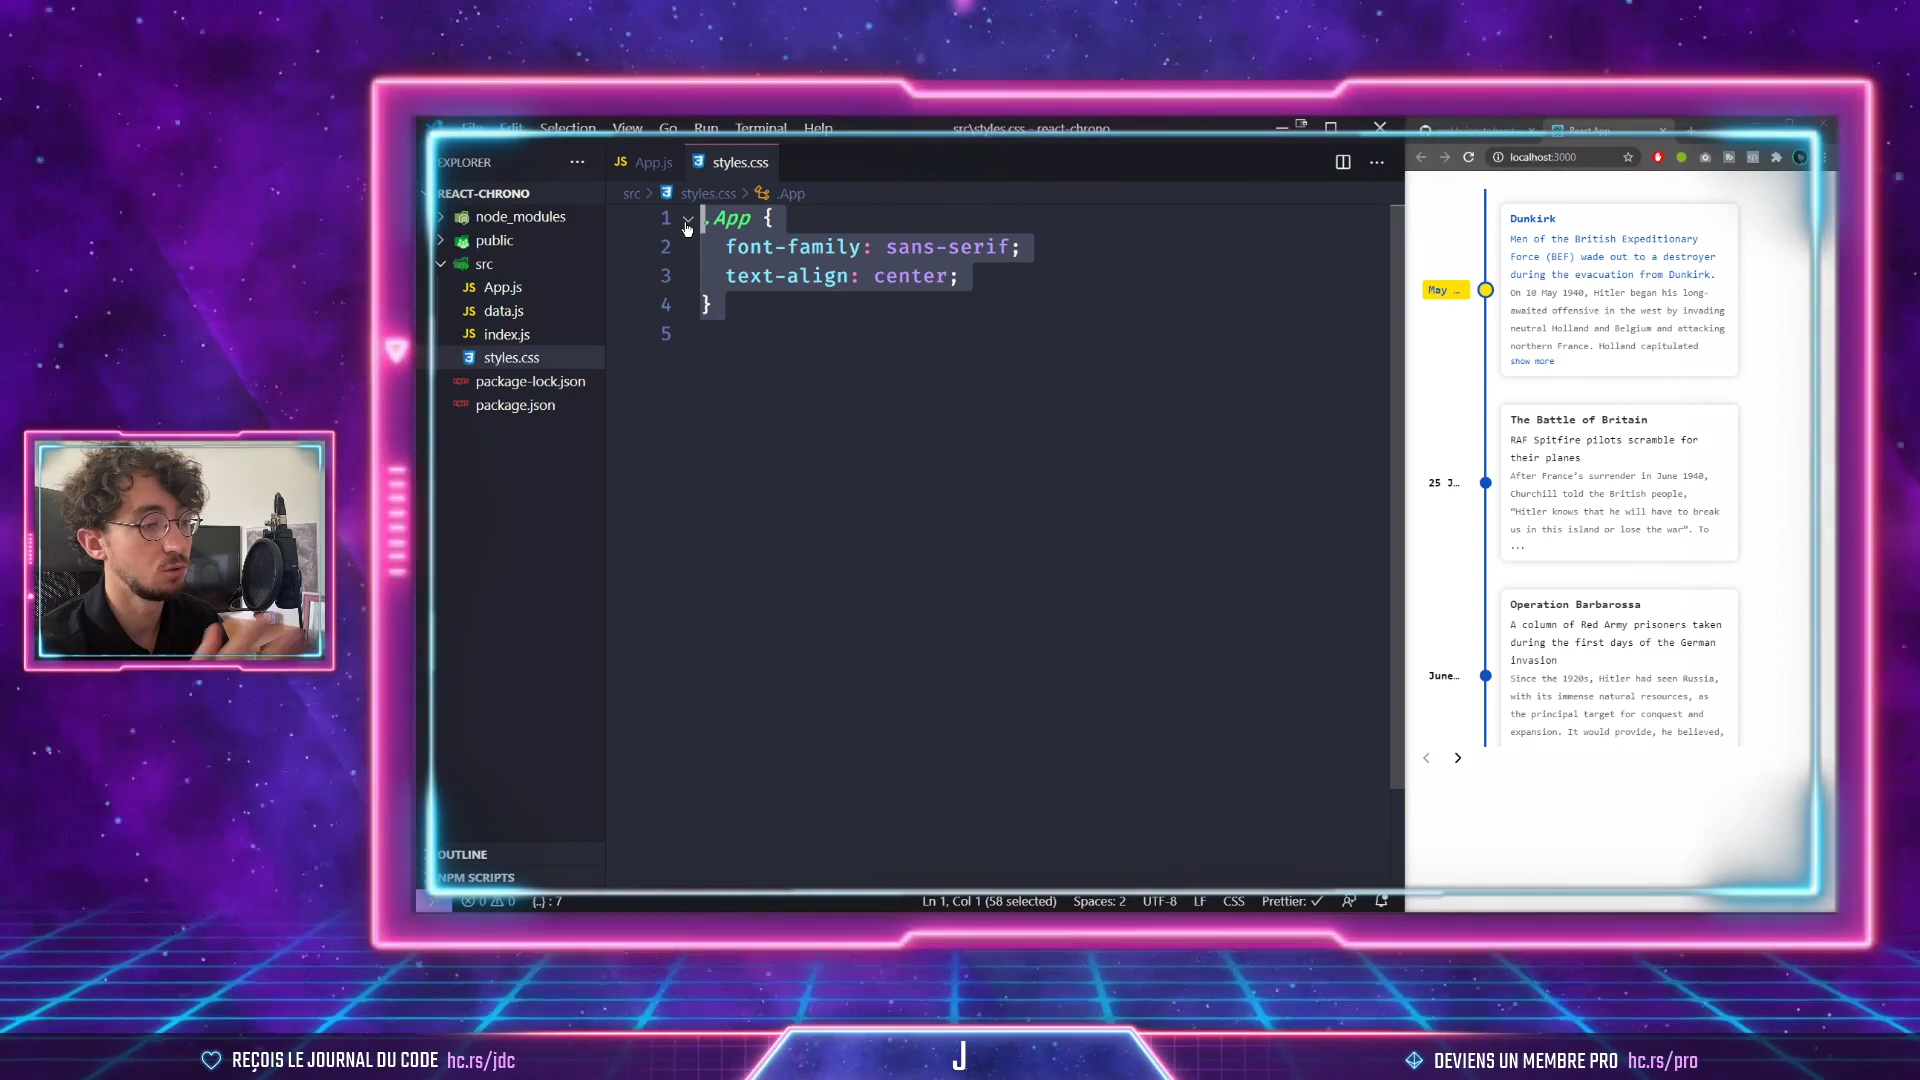 File Edit Selection View Go Run Terminal Help
src\styles.css - react-chrono
EXPLORER
REACT-CHRONO
node_modules
public
src
JS App.js
JS data.js
JS index.js
styles.css
package-lock.json
package.json
OUTLINE
NPM SCRIPTS
JS App.js
styles.css
src > styles.css > .App
1 .App {
2 font-family: sans-serif;
3 text-align: center;
4 }
5
0 0 {..} : 7
Ln 1, Col 1 (58 selected) Spaces: 2 UTF-8 LF CSS Prettier: ✓
React App
localhost:3000
May ...
Dunkirk
Men of the British Expeditionary
Force (BEF) wade out to a destroyer
during the evacuation from Dunkirk.
On 10 May 1940, Hitler began his long-
awaited offensive in the west by invading
neutral Holland and Belgium and attacking
northern France. Holland capitulated
show more
25 J...
The Battle of Britain
RAF Spitfire pilots scramble for
their planes
After France's surrender in June 1940,
Churchill told the British people,
“Hitler knows that he will have to break
us in this island or lose the war”. To
...
June...
Operation Barbarossa
A column of Red Army prisoners taken
during the first days of the German
invasion
Since the 1920s, Hitler had seen Russia,
with its immense natural resources, as
the principal target for conquest and
expansion. It would provide, he believed,
REÇOIS LE JOURNAL DU CODE hc.rs/jdc
J
DEVIENS UN MEMBRE PRO hc.rs/pro